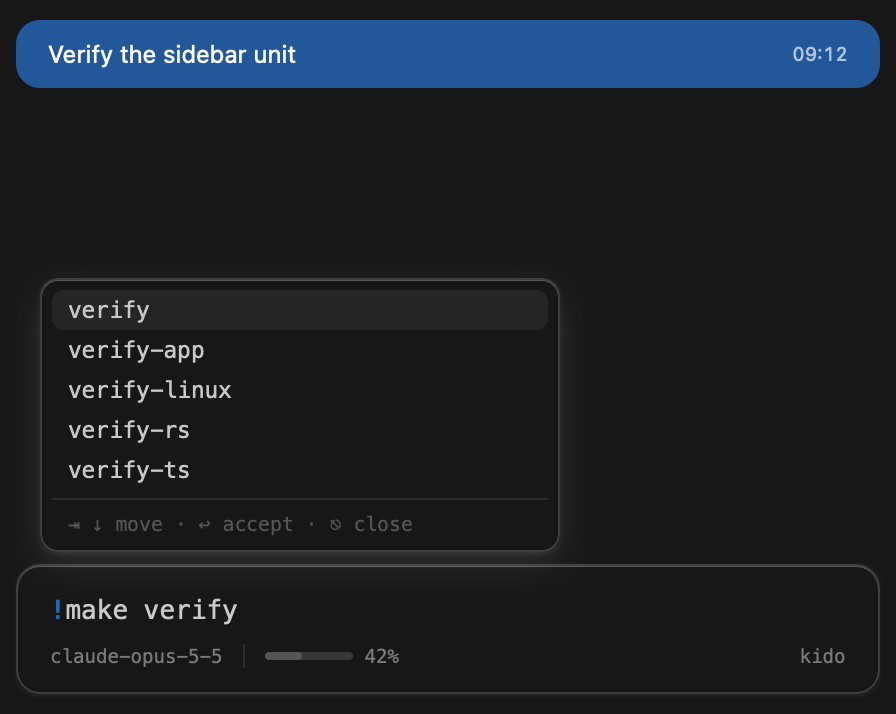 Verify the sidebar unit 09:12
verify
verify-app
verify-linux
verify-rs
verify-ts
⇥ ↓ move · ↩ accept · ⎋ close
!make verify
claude-opus-5-5 42% kido